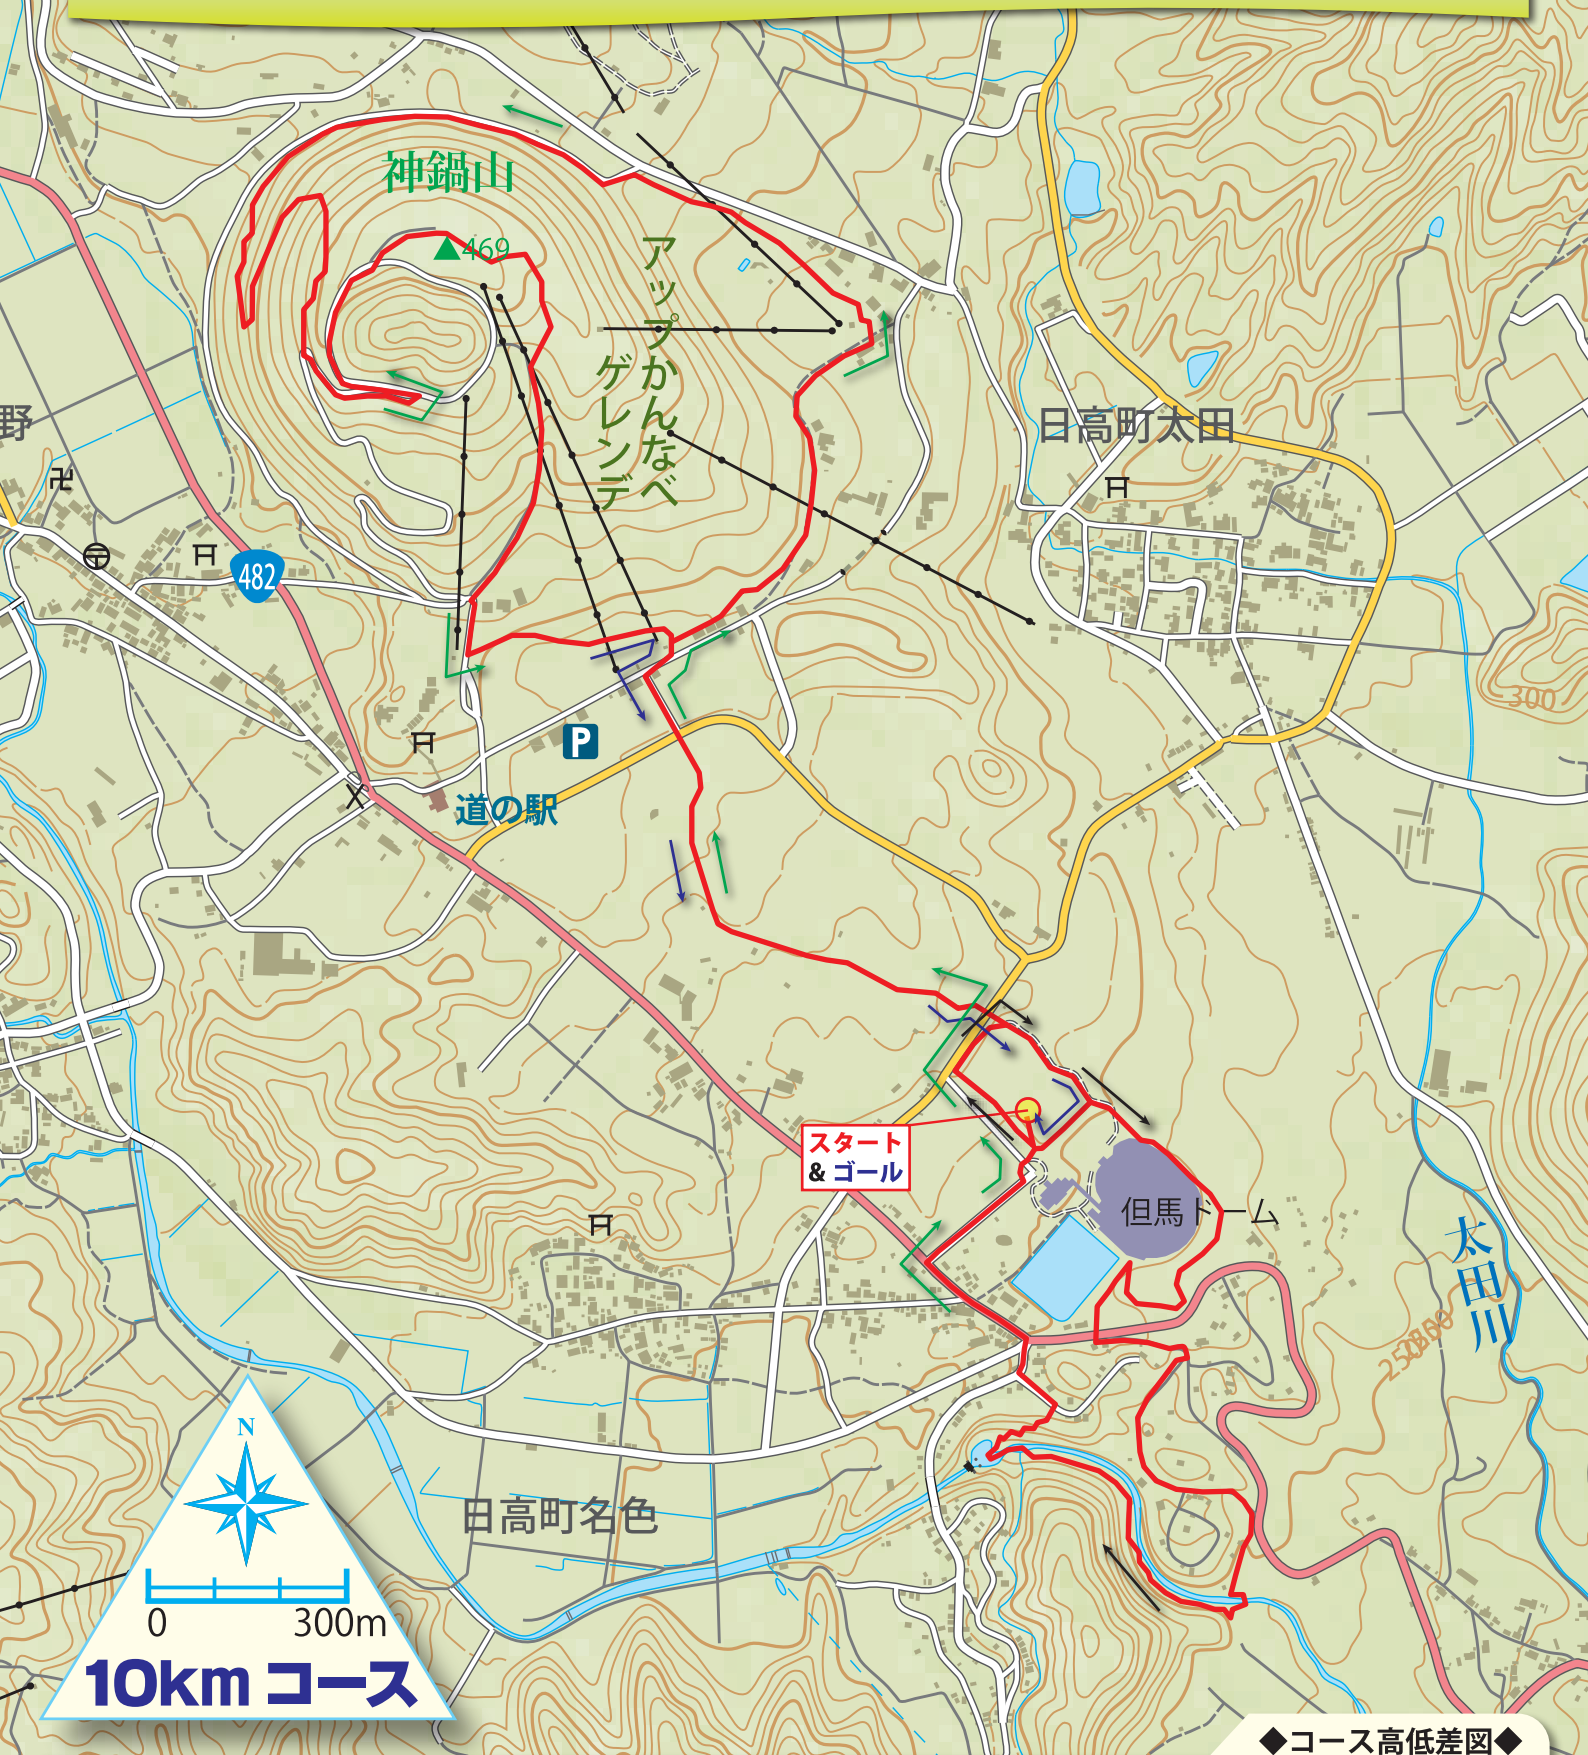 神鍋山
469
アップかんなべ
ゲレンデ
野
日高町太田
482
P
道の駅
300
スタート
& ゴール
但馬ドーム
太田川
250
日高町名色
N
0 300m
10km コース
◆コース高低差図◆